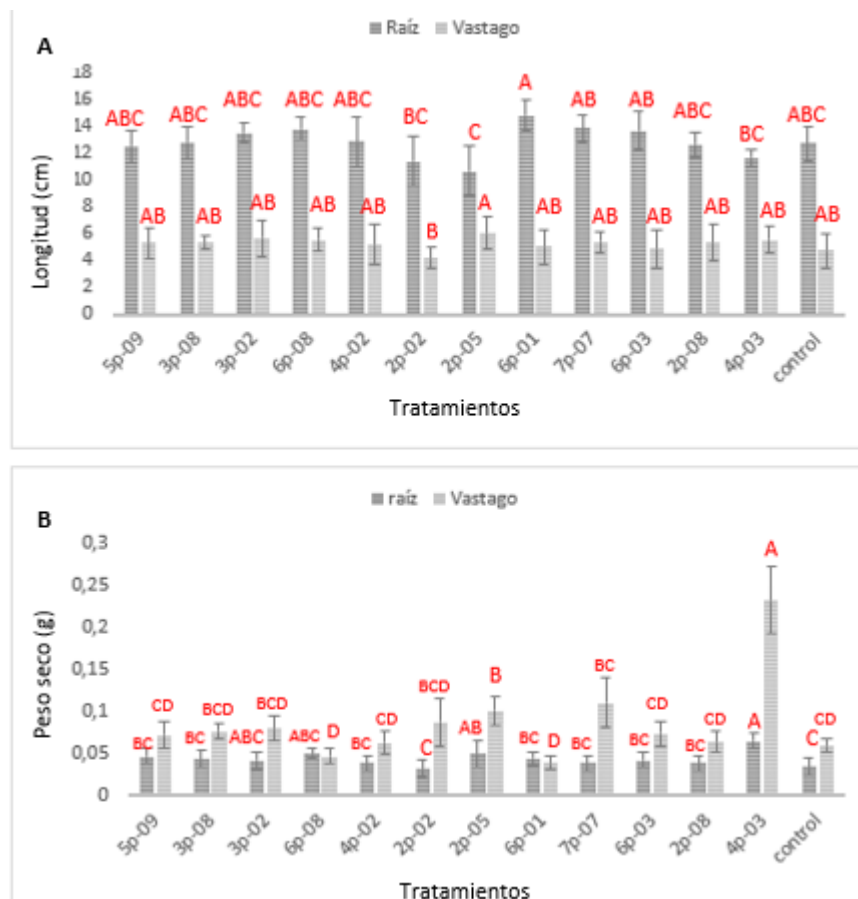 Raíz Vastago
A
18
16
14
12
10
8
6
4
2
0
Longitud (cm)
ABC ABC ABC ABC ABC BC C A AB AB ABC BC ABC
AB AB AB AB AB B A AB AB AB AB AB AB
5p-09 3p-08 3p-02 6p-08 4p-02 2p-02 2p-05 6p-01 7p-07 6p-03 2p-08 4p-03 control
Tratamientos
raíz Vastago
B
0,3
0,25
0,2
0,15
0,1
0,05
0
Peso seco (g)
BC BC ABC ABC BC C AB BC BC BC BC A C
CD BCD BCD D CD BCD B D BC CD CD A CD
5p-09 3p-08 3p-02 6p-08 4p-02 2p-02 2p-05 6p-01 7p-07 6p-03 2p-08 4p-03 control
Tratamientos